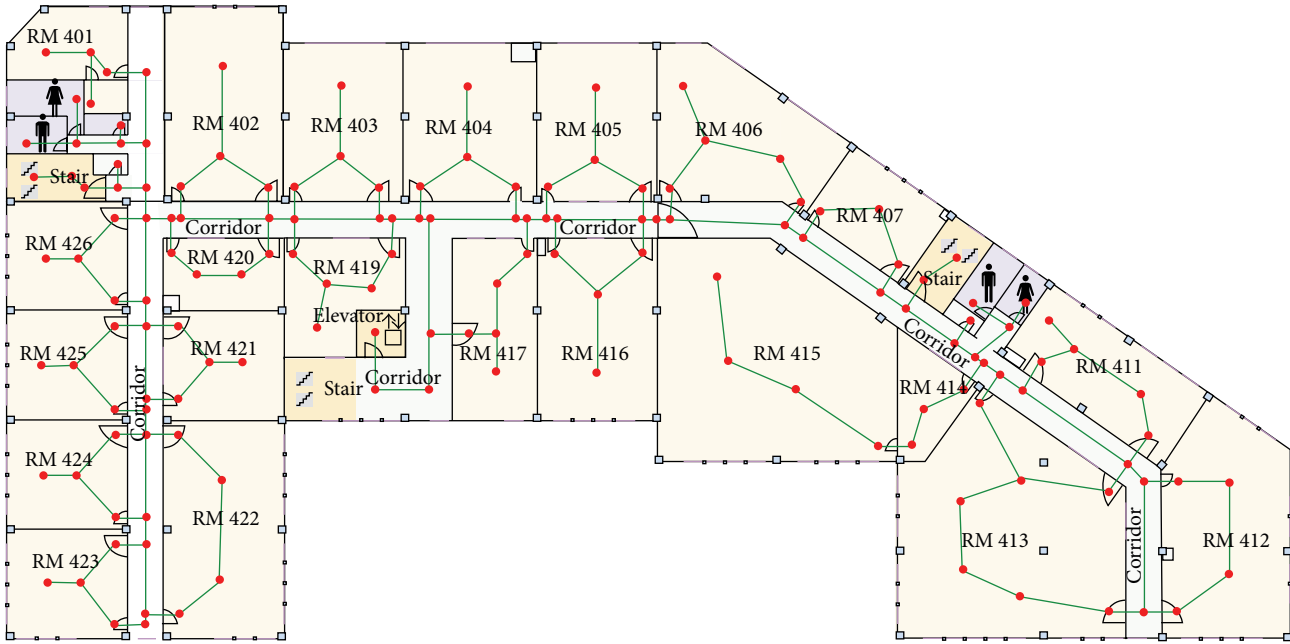 RM 401
RM 402
RM 403
RM 404
RM 405
RM 406
RM 407
Stair
Corridor
Corridor
RM 426
RM 420
RM 419
Stair
Elevator
Corridor
RM 425
RM 421
RM 417
RM 416
RM 415
RM 411
Stair
Corridor
RM 414
Corridor
RM 424
RM 422
RM 423
RM 413
Corridor
RM 412